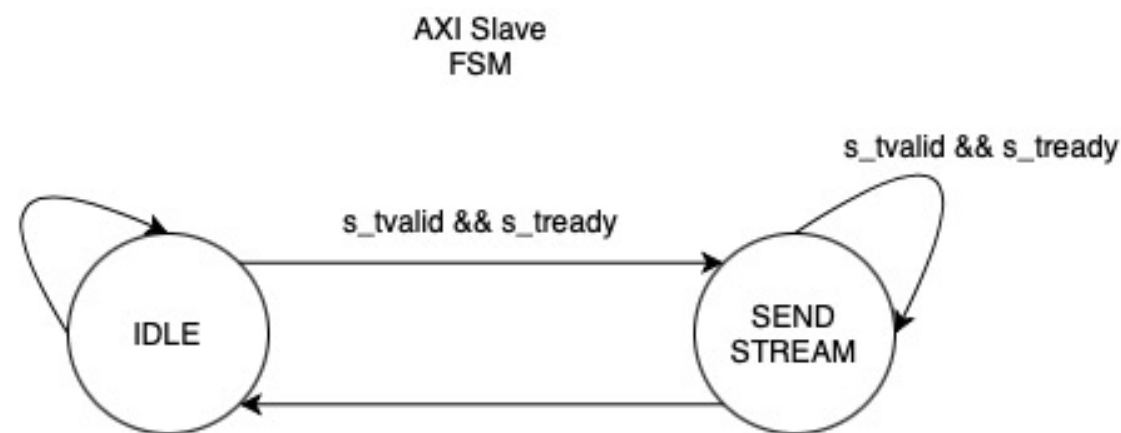 AXI Slave
FSM
s_tvalid && s_tready
s_tvalid && s_tready
IDLE
SEND
STREAM